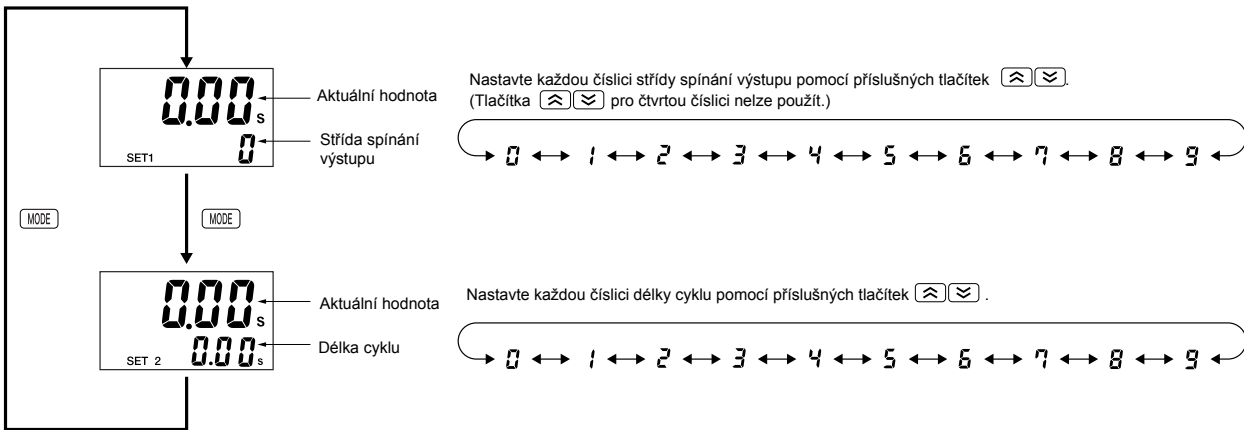 0.00 s
Aktuální hodnota
SET1 0
Střída spínání
výstupu
Nastavte každou číslici střídy spínání výstupu pomocí příslušných tlačítek .
(Tlačítka pro čtvrtou číslici nelze použít.)
0 1 2 3 4 5 6 7 8 9
MODE
MODE
0.00 s
Aktuální hodnota
SET 2 0.00 s
Délka cyklu
Nastavte každou číslici délky cyklu pomocí příslušných tlačítek .
0 1 2 3 4 5 6 7 8 9